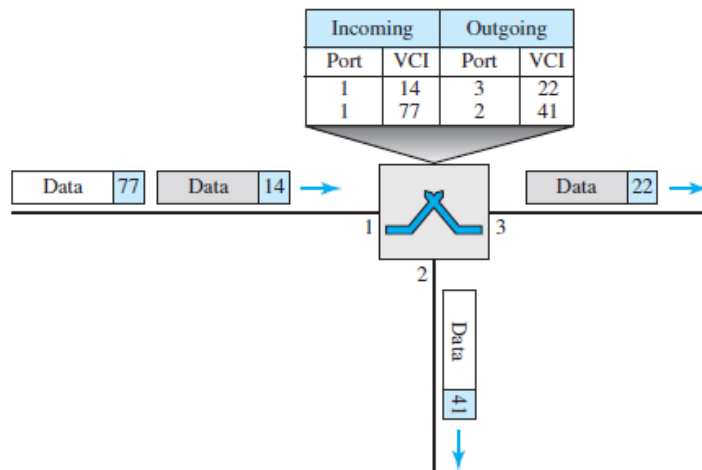 Incoming Outgoing
Port VCI Port VCI
1 14 3 22
1 77 2 41
Data 77 Data 14 Data 22
1 3
2
Data 41